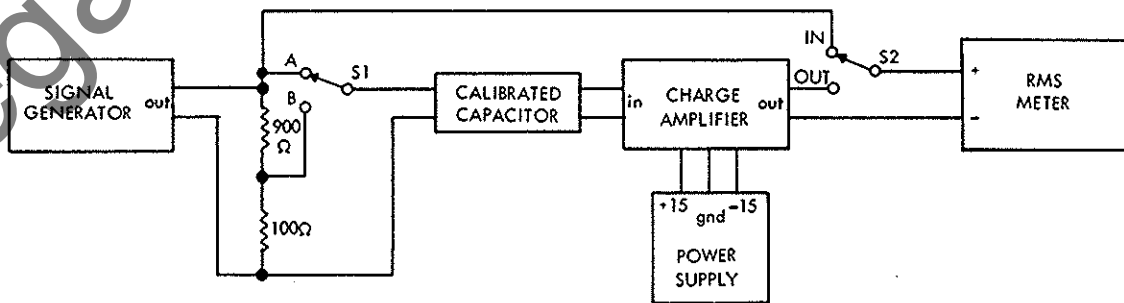 SIGNAL
GENERATOR
out
A
S1
B
900
Ω
100Ω
CALIBRATED
CAPACITOR
in
CHARGE
AMPLIFIER
out
+15
gnd
-15
POWER
SUPPLY
IN
S2
OUT
+
-
RMS
METER